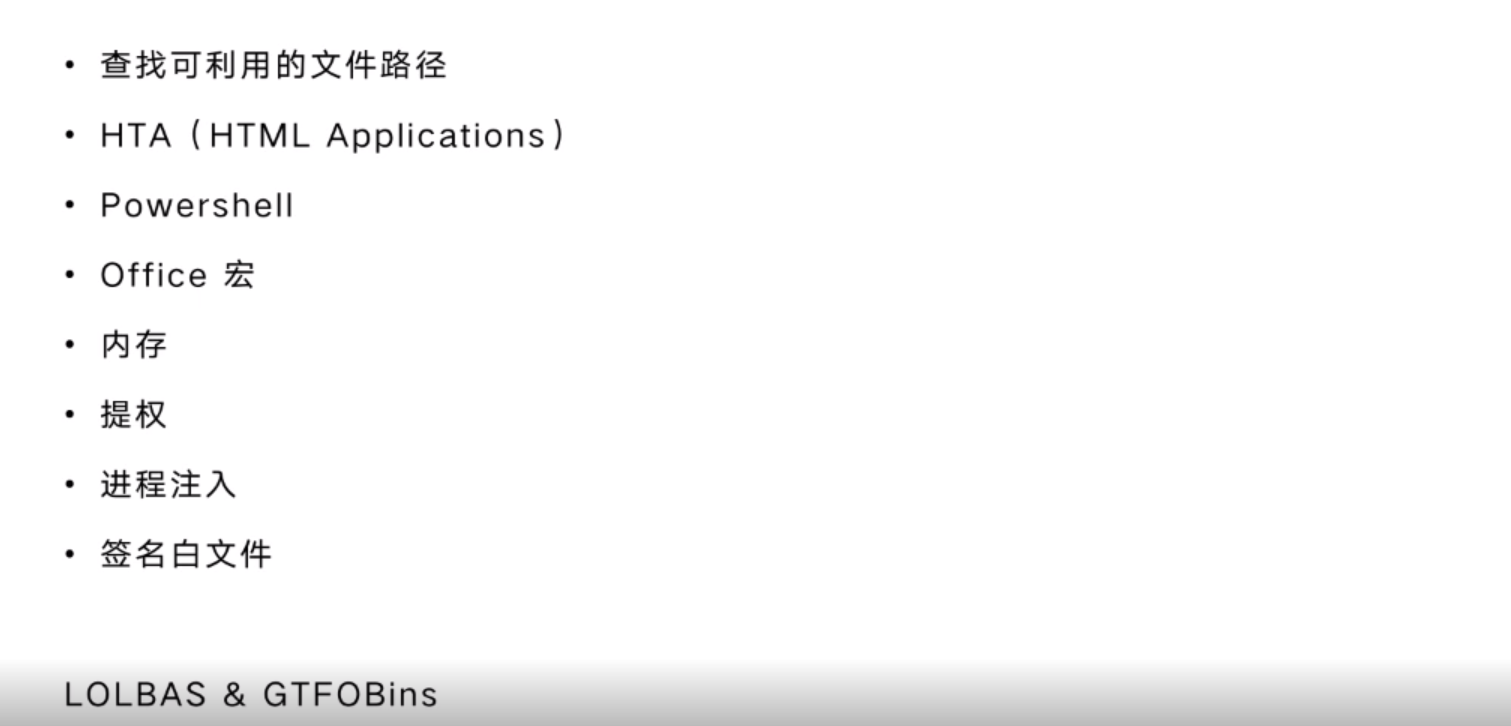 • 查找可利用的文件路径
• HTA（HTML Applications）
• Powershell
• Office 宏
• 内存
• 提权
• 进程注入
• 签名白文件
LOLBAS & GTFOBins